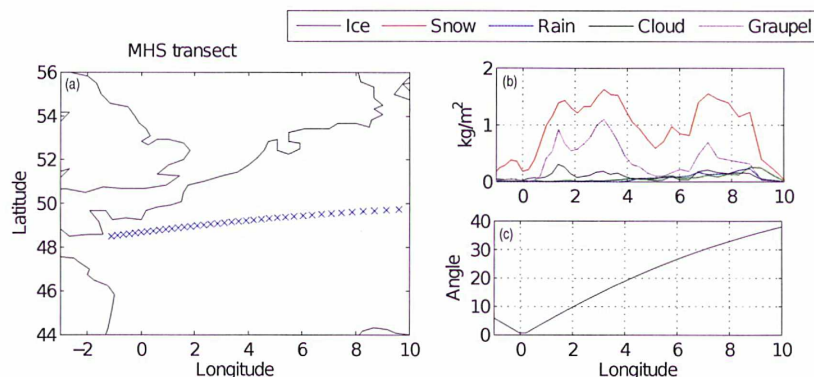 Ice Snow Rain Cloud Graupel
MHS transect
(a)
56
54
52
50
48
46
44
Latitude
−2 0 2 4 6 8 10
Longitude
(b)
2
1
0
kg/m²
0 2 4 6 8 10
Longitude
(c)
40
30
20
10
0
Angle
0 2 4 6 8 10
Longitude